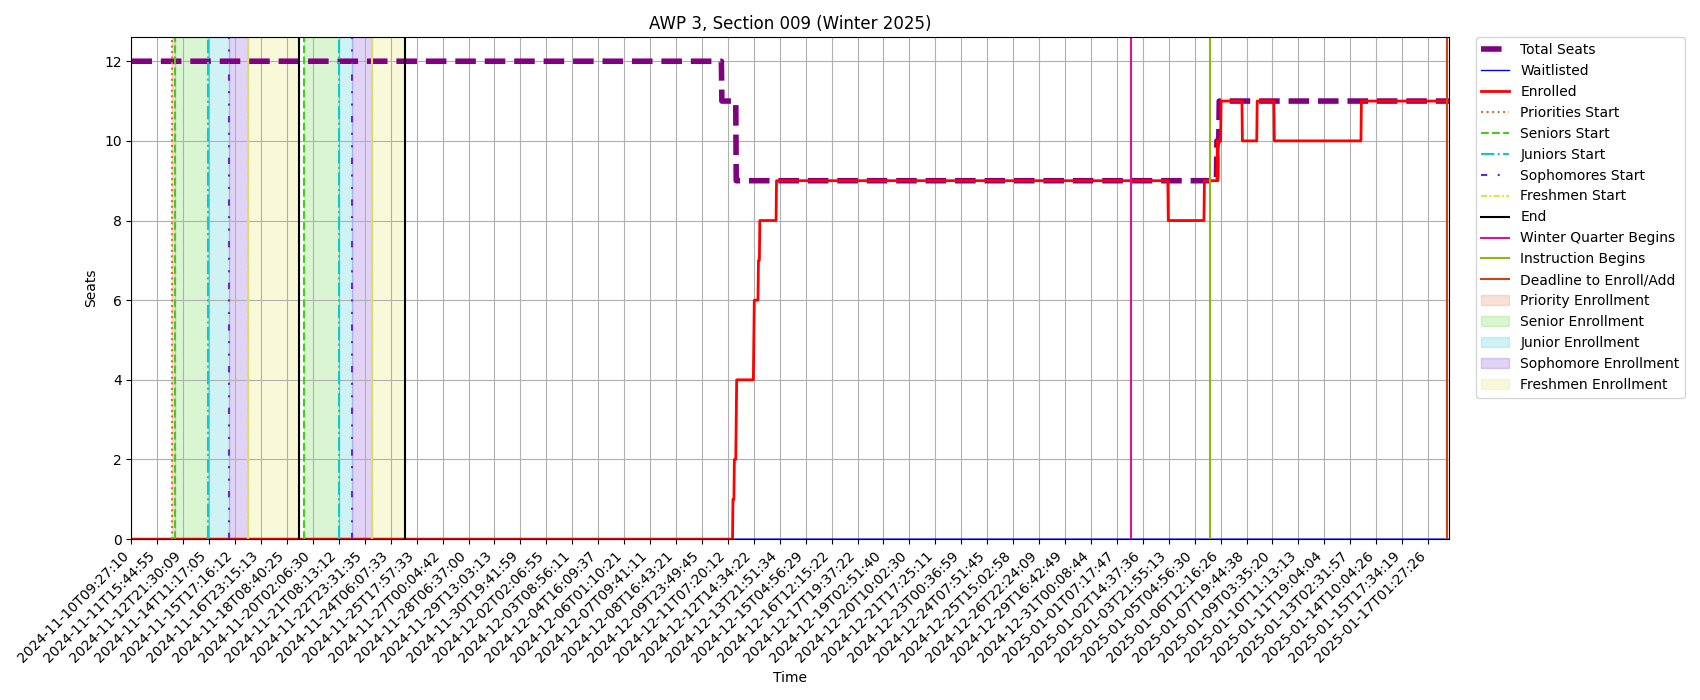 AWP 3, Section 009 (Winter 2025)
Seats
12
10
8
6
4
2
0
2024-11-10T09:27:10
2024-11-11T15:44:55
2024-11-12T21:30:09
2024-11-14T11:17:05
2024-11-15T17:16:12
2024-11-16T23:15:13
2024-11-18T08:40:25
2024-11-20T02:06:30
2024-11-21T08:13:12
2024-11-22T23:31:35
2024-11-24T06:07:33
2024-11-25T17:57:33
2024-11-27T00:04:42
2024-11-28T06:37:00
2024-11-29T13:03:13
2024-11-30T19:41:59
2024-12-02T02:06:55
2024-12-03T08:56:11
2024-12-04T16:09:37
2024-12-06T01:10:21
2024-12-07T09:41:11
2024-12-08T16:43:21
2024-12-09T23:49:45
2024-12-11T07:20:12
2024-12-12T14:34:22
2024-12-13T21:51:34
2024-12-15T04:56:29
2024-12-16T12:15:22
2024-12-17T19:37:22
2024-12-19T02:51:40
2024-12-20T10:02:30
2024-12-21T17:25:11
2024-12-23T00:36:59
2024-12-24T07:51:45
2024-12-25T15:02:58
2024-12-26T22:24:09
2024-12-29T16:42:49
2024-12-31T00:08:44
2025-01-01T07:17:47
2025-01-02T14:37:36
2025-01-03T21:55:13
2025-01-05T04:56:30
2025-01-06T12:16:26
2025-01-07T19:44:38
2025-01-09T03:35:20
2025-01-10T11:13:13
2025-01-11T19:04:04
2025-01-13T02:31:57
2025-01-14T10:04:26
2025-01-15T17:34:19
2025-01-17T01:27:26
Time
Total Seats
Waitlisted
Enrolled
Priorities Start
Seniors Start
Juniors Start
Sophomores Start
Freshmen Start
End
Winter Quarter Begins
Instruction Begins
Deadline to Enroll/Add
Priority Enrollment
Senior Enrollment
Junior Enrollment
Sophomore Enrollment
Freshmen Enrollment